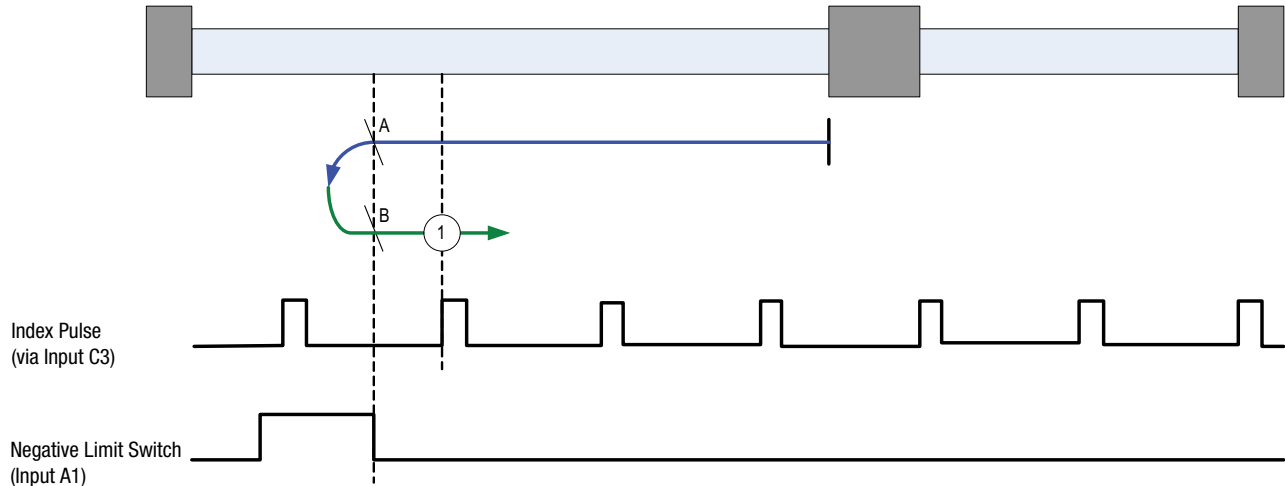 A
B
1
Index Pulse
(via Input C3)
Negative Limit Switch
(Input A1)